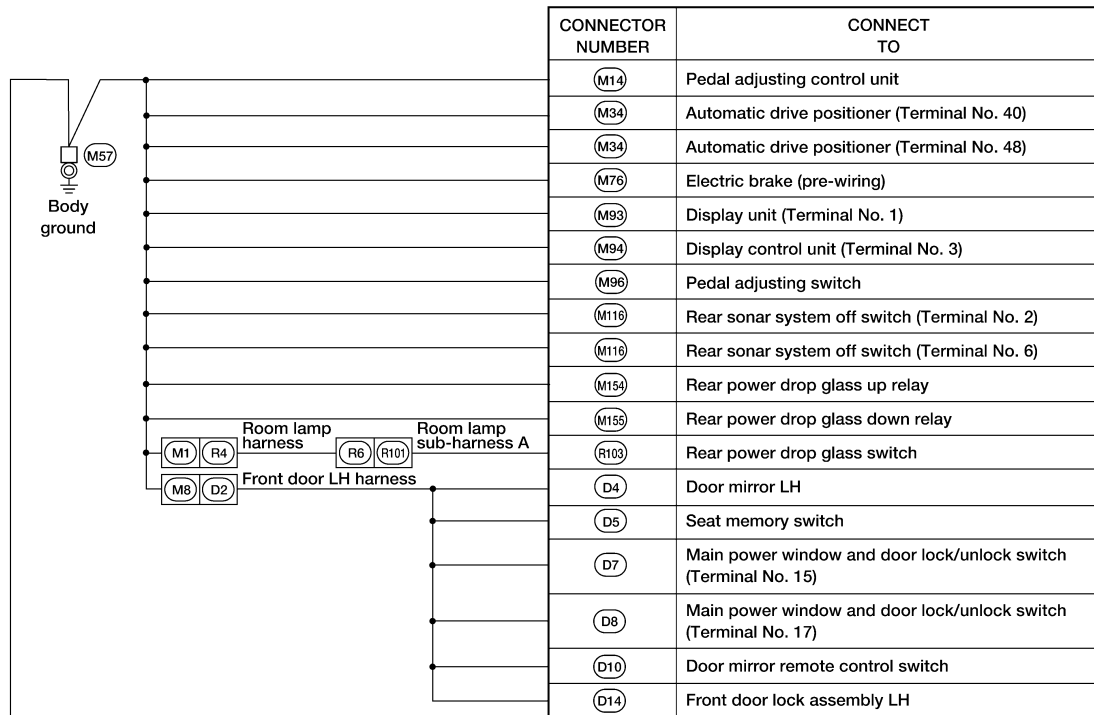 CONNECTOR NUMBER
CONNECT TO
M14 Pedal adjusting control unit
M34 Automatic drive positioner (Terminal No. 40)
M57
M34 Automatic drive positioner (Terminal No. 48)
M76 Electric brake (pre-wiring)
Body
ground
M93 Display unit (Terminal No. 1)
M94 Display control unit (Terminal No. 3)
M96 Pedal adjusting switch
M116 Rear sonar system off switch (Terminal No. 2)
M116 Rear sonar system off switch (Terminal No. 6)
M154 Rear power drop glass up relay
M155 Rear power drop glass down relay
Room lamp
harness
Room lamp
sub-harness A
M1 R4 R6 R101 R103 Rear power drop glass switch
M8 D2 Front door LH harness D4 Door mirror LH
D5 Seat memory switch
D7 Main power window and door lock/unlock switch
(Terminal No. 15)
D8 Main power window and door lock/unlock switch
(Terminal No. 17)
D10 Door mirror remote control switch
D14 Front door lock assembly LH